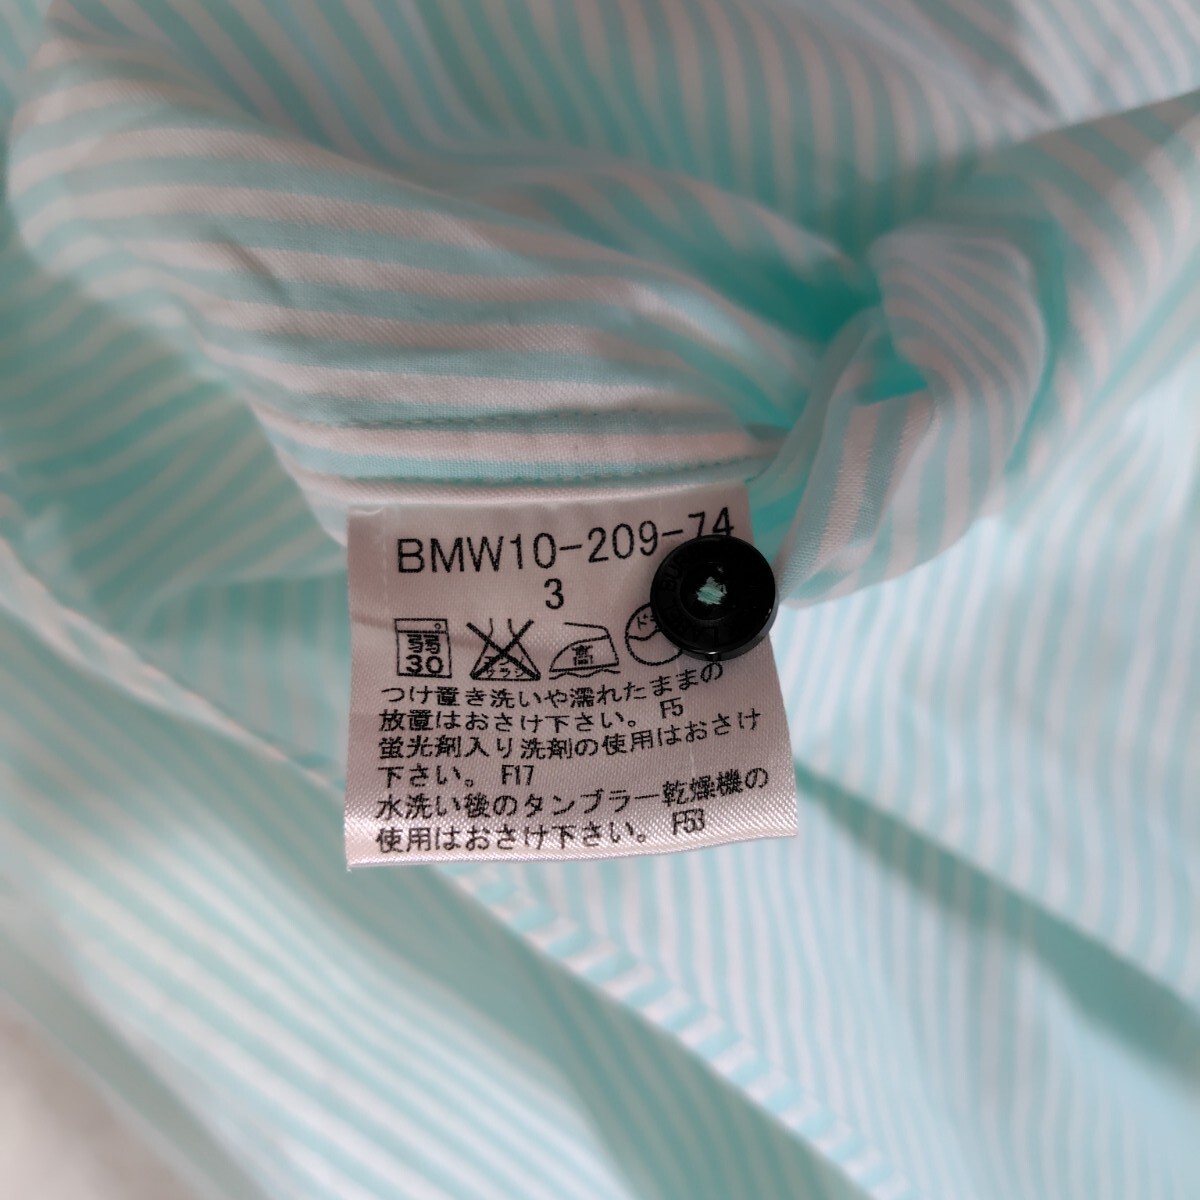 BMW10-209-74
3
弱
30
高
つけ置き洗いや濡れたままの
放置はおさけ下さい。 F5
蛍光剤入り洗剤の使用はおさけ
下さい。 F17
水洗い後のタンブラー乾燥機の
使用はおさけ下さい。 F53